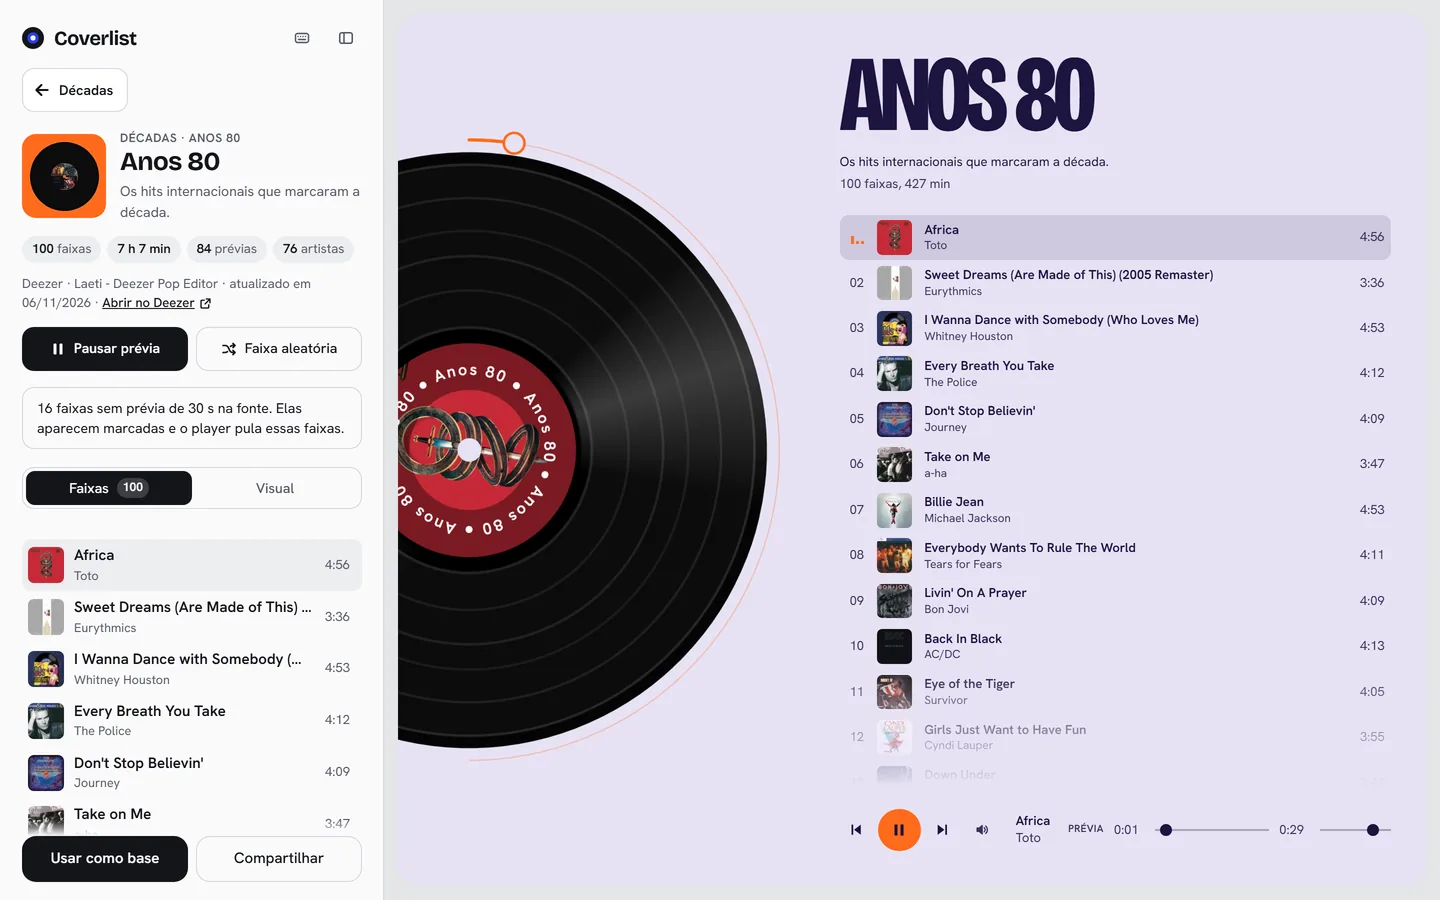 Coverlist
Décadas
DÉCADAS · ANOS 80
Anos 80
Os hits internacionais que marcaram a
década.
100 faixas
7 h 7 min
84 prévias
76 artistas
Deezer · Laeti - Deezer Pop Editor · atualizado em
06/11/2026 · Abrir no Deezer
Pausar prévia
Faixa aleatória
16 faixas sem prévia de 30 s na fonte. Elas
aparecem marcadas e o player pula essas faixas.
Faixas 100
Visual
Africa
Toto
4:56
Sweet Dreams (Are Made of This) ...
Eurythmics
3:36
I Wanna Dance with Somebody (...
Whitney Houston
4:53
Every Breath You Take
The Police
4:12
Don't Stop Believin'
Journey
4:09
Take on Me
3:47
Usar como base
Compartilhar
Anos 80 • Anos 80 • Anos 80 • Anos 80 •
ANOS 80
Os hits internacionais que marcaram a década.
100 faixas, 427 min
Africa
Toto
4:56
02
Sweet Dreams (Are Made of This) (2005 Remaster)
Eurythmics
3:36
03
I Wanna Dance with Somebody (Who Loves Me)
Whitney Houston
4:53
04
Every Breath You Take
The Police
4:12
05
Don't Stop Believin'
Journey
4:09
06
Take on Me
a-ha
3:47
07
Billie Jean
Michael Jackson
4:53
08
Everybody Wants To Rule The World
Tears for Fears
4:11
09
Livin' On A Prayer
Bon Jovi
4:09
10
Back In Black
AC/DC
4:13
11
Eye of the Tiger
Survivor
4:05
12
Girls Just Want to Have Fun
Cyndi Lauper
3:55
Down Under
Africa
Toto
PRÉVIA
0:01
0:29